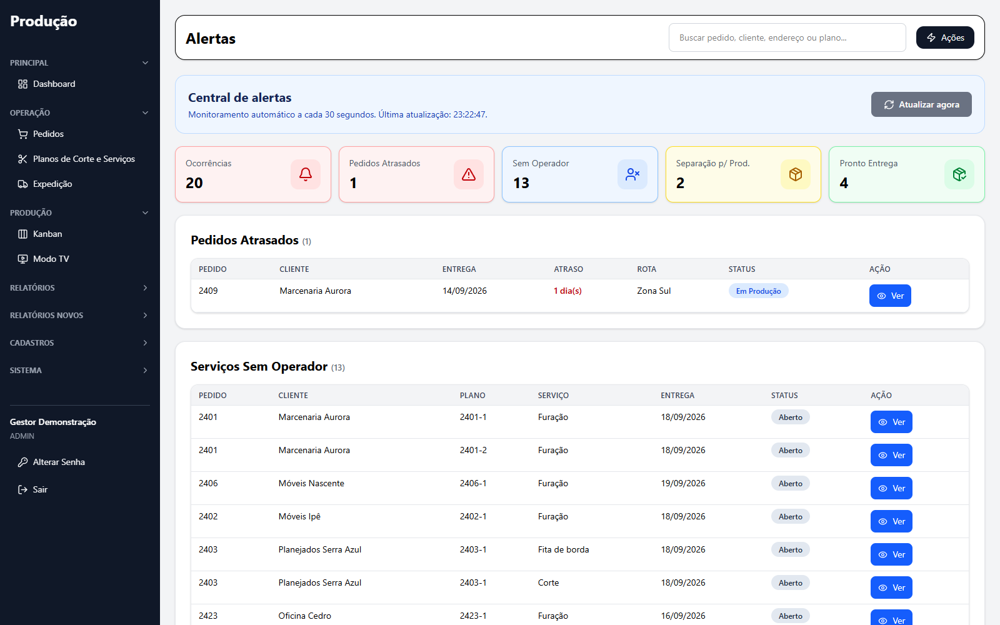 Produção
PRINCIPAL
Dashboard
OPERAÇÃO
Pedidos
Planos de Corte e Serviços
Expedição
PRODUÇÃO
Kanban
Modo TV
RELATÓRIOS
RELATÓRIOS NOVOS
CADASTROS
SISTEMA
Gestor Demonstração
ADMIN
Alterar Senha
Sair
Alertas
Buscar pedido, cliente, endereço ou plano...
Ações
Central de alertas
Monitoramento automático a cada 30 segundos. Última atualização: 23:22:47.
Atualizar agora
Ocorrências
20
Pedidos Atrasados
1
Sem Operador
13
Separação p/ Prod.
2
Pronto Entrega
4
Pedidos Atrasados (1)
PEDIDO CLIENTE ENTREGA ATRASO ROTA STATUS AÇÃO
2409 Marcenaria Aurora 14/09/2026 1 dia(s) Zona Sul Em Produção Ver
Serviços Sem Operador (13)
PEDIDO CLIENTE PLANO SERVIÇO ENTREGA STATUS AÇÃO
2401 Marcenaria Aurora 2401-1 Furação 18/09/2026 Aberto Ver
2401 Marcenaria Aurora 2401-2 Furação 18/09/2026 Aberto Ver
2406 Móveis Nascente 2406-1 Furação 19/09/2026 Aberto Ver
2402 Móveis Ipê 2402-1 Furação 18/09/2026 Aberto Ver
2403 Planejados Serra Azul 2403-1 Fita de borda 18/09/2026 Aberto Ver
2403 Planejados Serra Azul 2403-1 Corte 18/09/2026 Aberto Ver
2423 Oficina Cedro 2423-1 Furação 16/09/2026 Aberto Ver